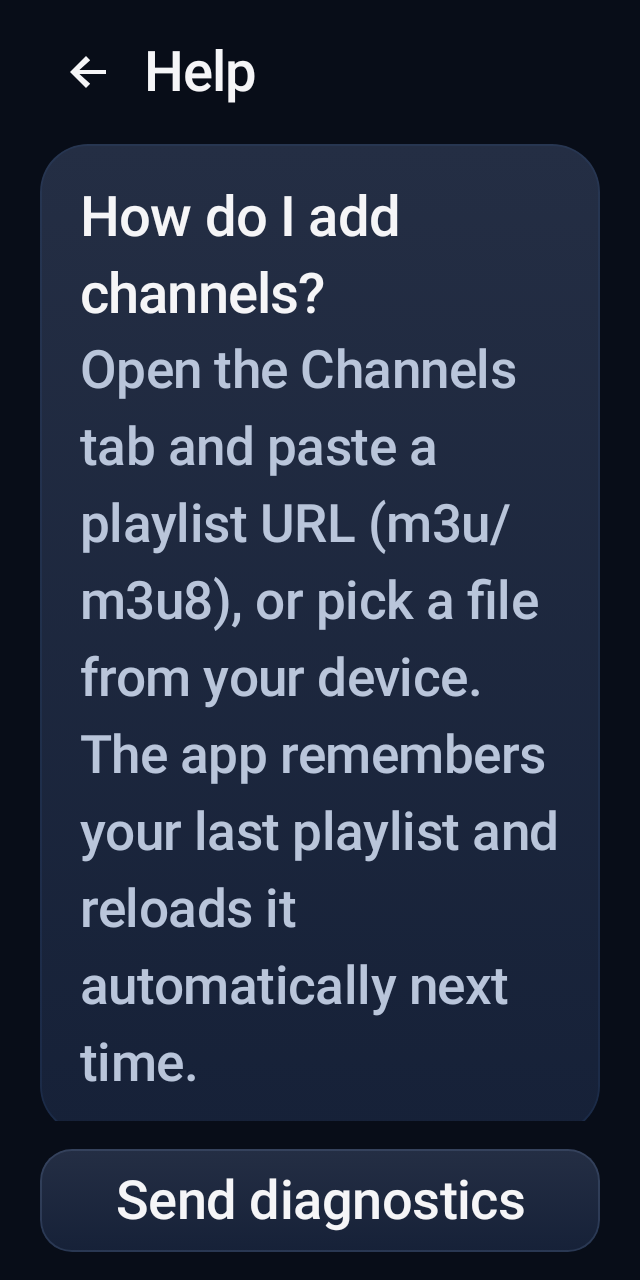 Help
How do I add
channels?
Open the Channels
tab and paste a
playlist URL (m3u/
m3u8), or pick a file
from your device.
The app remembers
your last playlist and
reloads it
automatically next
time.
Send diagnostics